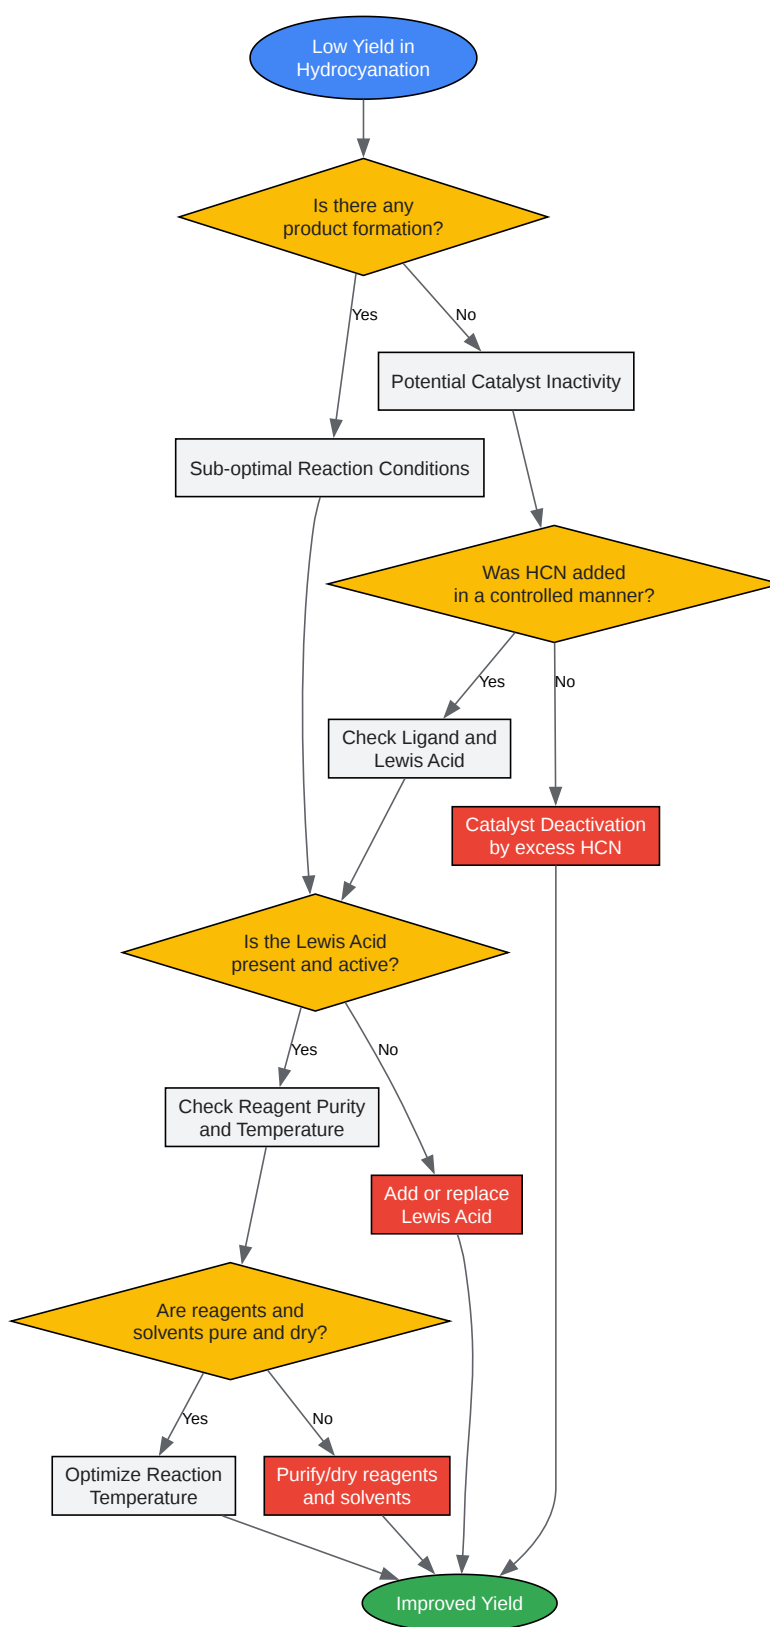 Low Yield in
Hydrocyanation
Is there any
product formation?
Yes
No
Potential Catalyst Inactivity
Sub-optimal Reaction Conditions
Was HCN added
in a controlled manner?
Yes
No
Check Ligand and
Lewis Acid
Catalyst Deactivation
by excess HCN
Is the Lewis Acid
present and active?
Yes
No
Check Reagent Purity
and Temperature
Add or replace
Lewis Acid
Are reagents and
solvents pure and dry?
Yes
No
Optimize Reaction
Temperature
Purify/dry reagents
and solvents
Improved Yield